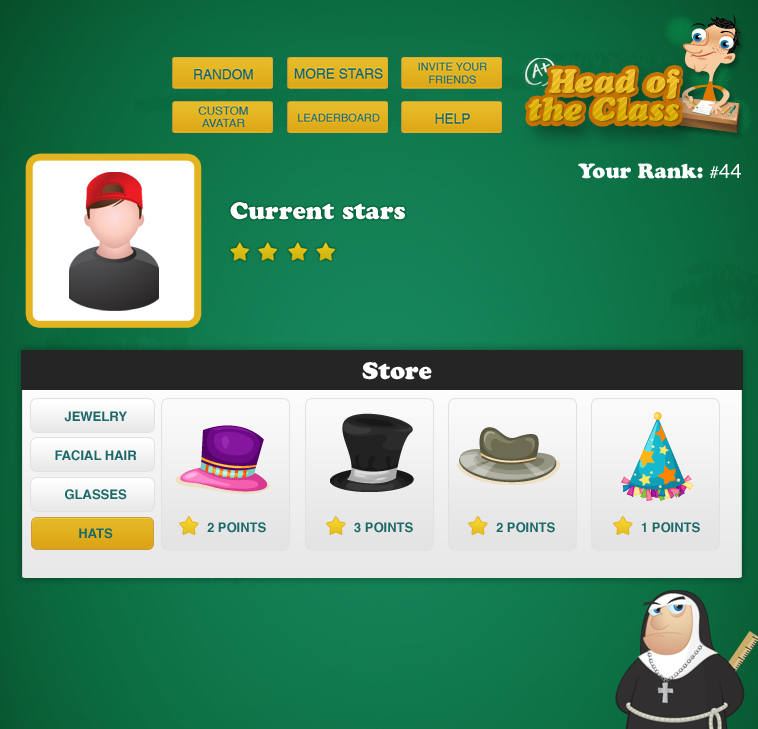 RANDOM
MORE STARS
INVITE YOUR
FRIENDS
CUSTOM
AVATAR
LEADERBOARD
HELP
A+
Head of
the Class
Your Rank: #44
Current stars
Store
JEWELRY
FACIAL HAIR
GLASSES
HATS
2 POINTS
3 POINTS
2 POINTS
1 POINTS